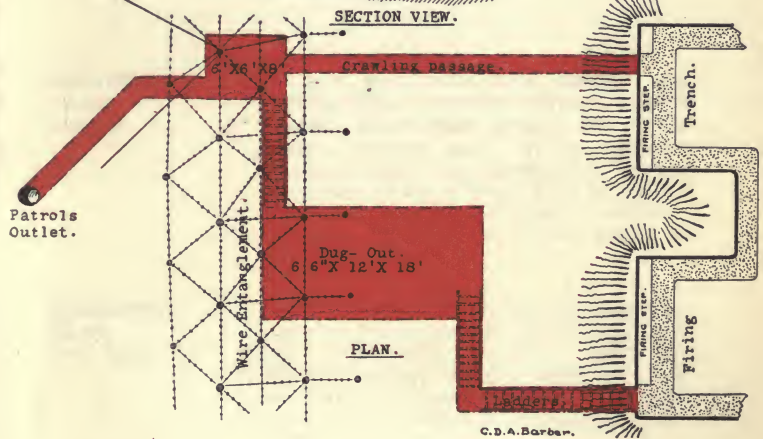 SECTION VIEW.
6'X6'X8'
Crawling passage.
FIRING STEP.
Trench.
Patrols
Outlet.
Wire Entanglement.
Dug-Out.
6 6"X 12'X 18'
PLAN.
FIRING STEP.
Firing
Ladders.
C.D.A.Barber.